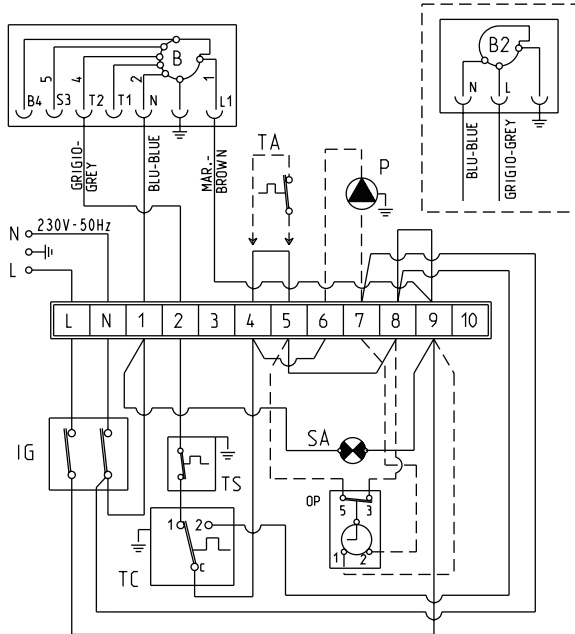 B
B2
5
4
2
1
B4 S3 T2 T1 N L1
N L
GRIGIO-
GREY
BLU-BLUE
MAR.-
BROWN
BLU-BLUE
GRIGIO-GREY
TA
P
N 230V-50Hz
L
L N 1 2 3 4 5 6 7 8 9 10
IG
SA
TS
OP
5 3
1 2
1 2
C
TC